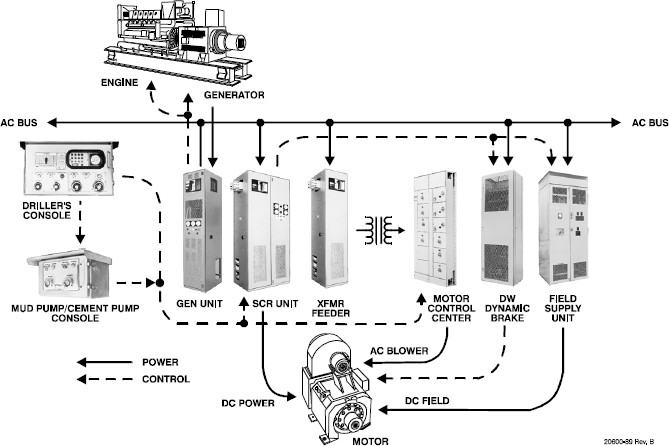 ENGINE
GENERATOR
AC BUS
AC BUS
DRILLER'S
CONSOLE
MUD PUMP/CEMENT PUMP
CONSOLE
GEN UNIT
SCR UNIT
XFMR
FEEDER
MOTOR
CONTROL
CENTER
DW
DYNAMIC
BRAKE
FIELD
SUPPLY
UNIT
POWER
CONTROL
DC POWER
AC BLOWER
DC FIELD
MOTOR
20600-89 Rev, B